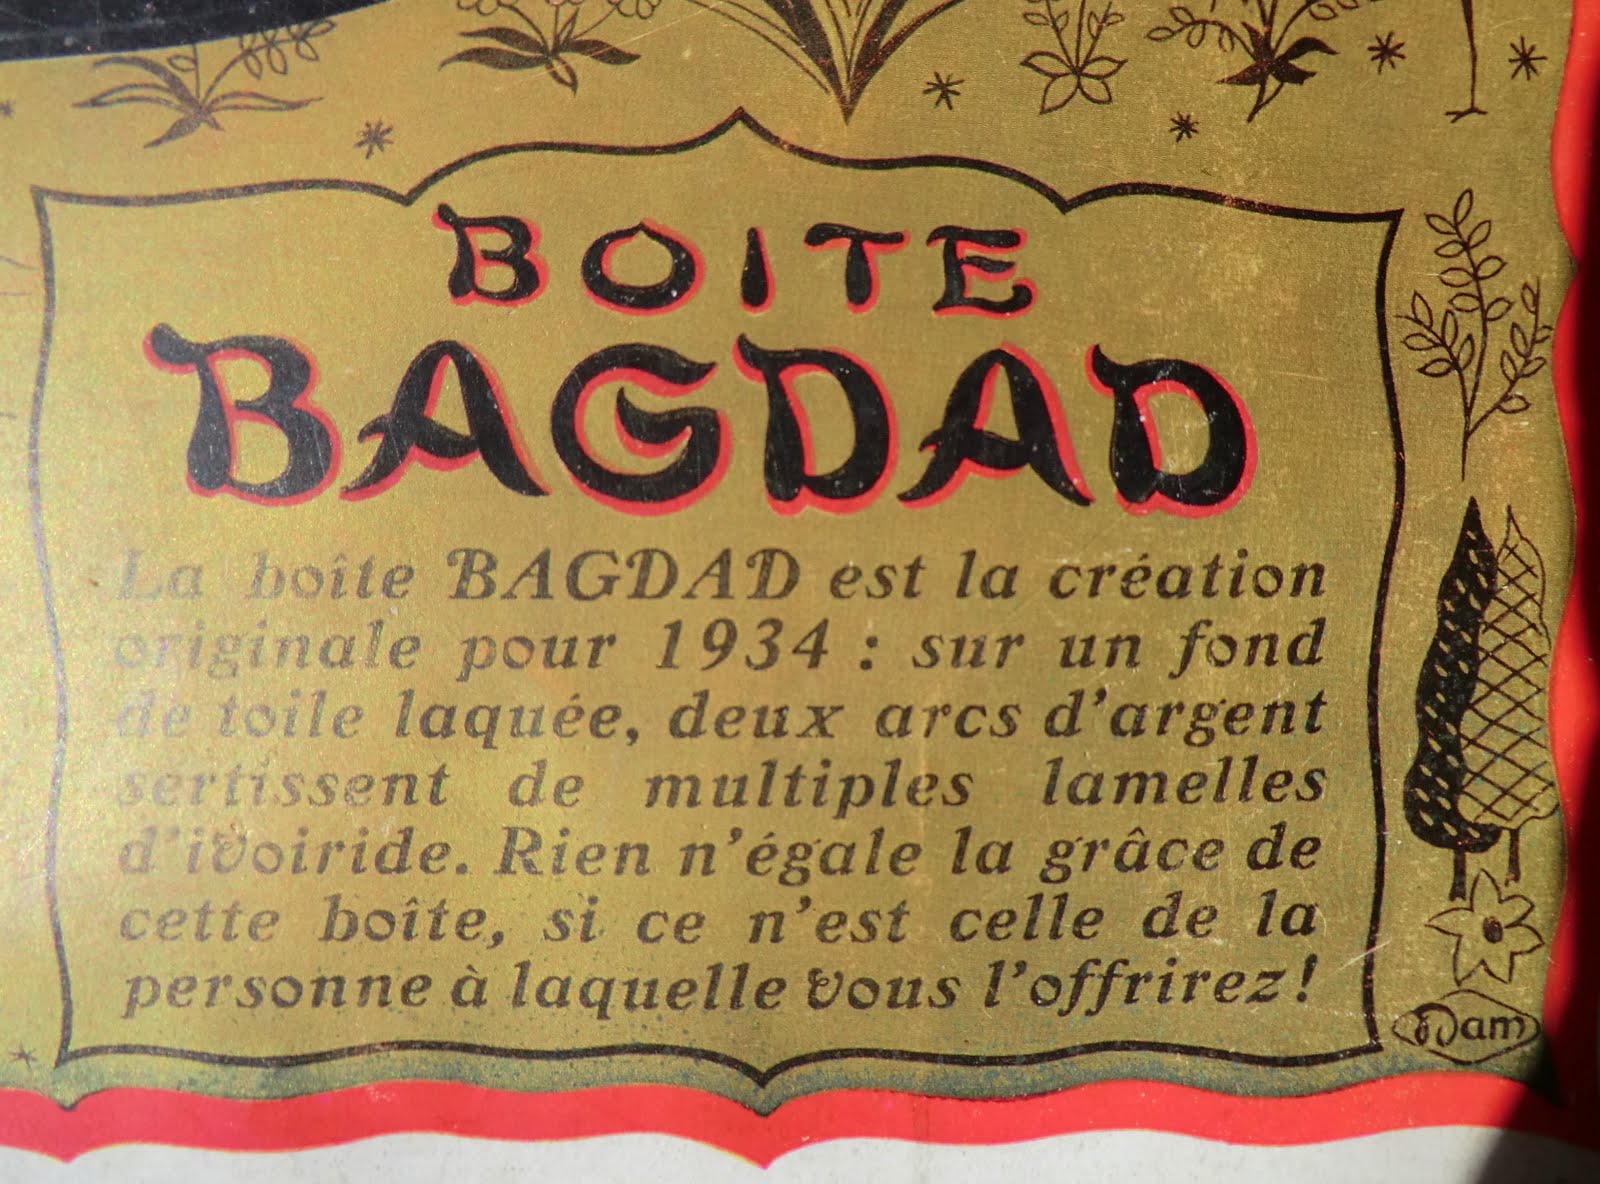 BOITE
BAGDAD
La boîte BAGDAD est la création
originale pour 1934 : sur un fond
de toile laquée, deux arcs d'argent
sertissent de multiples lamelles
d'ivoiride. Rien n'égale la grâce de
cette boîte, si ce n'est celle de la
personne à laquelle vous l'offrirez!
Dam